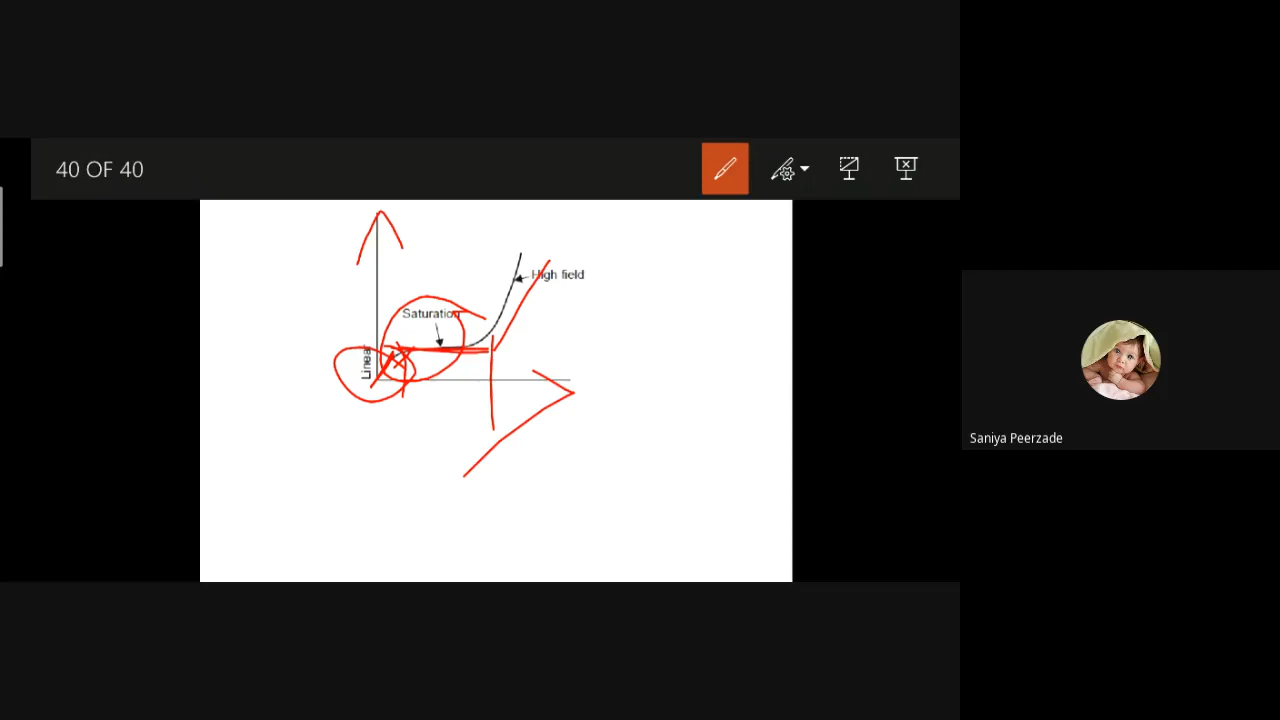 40 OF 40
High field
Saturation
Linear
Saniya Peerzade